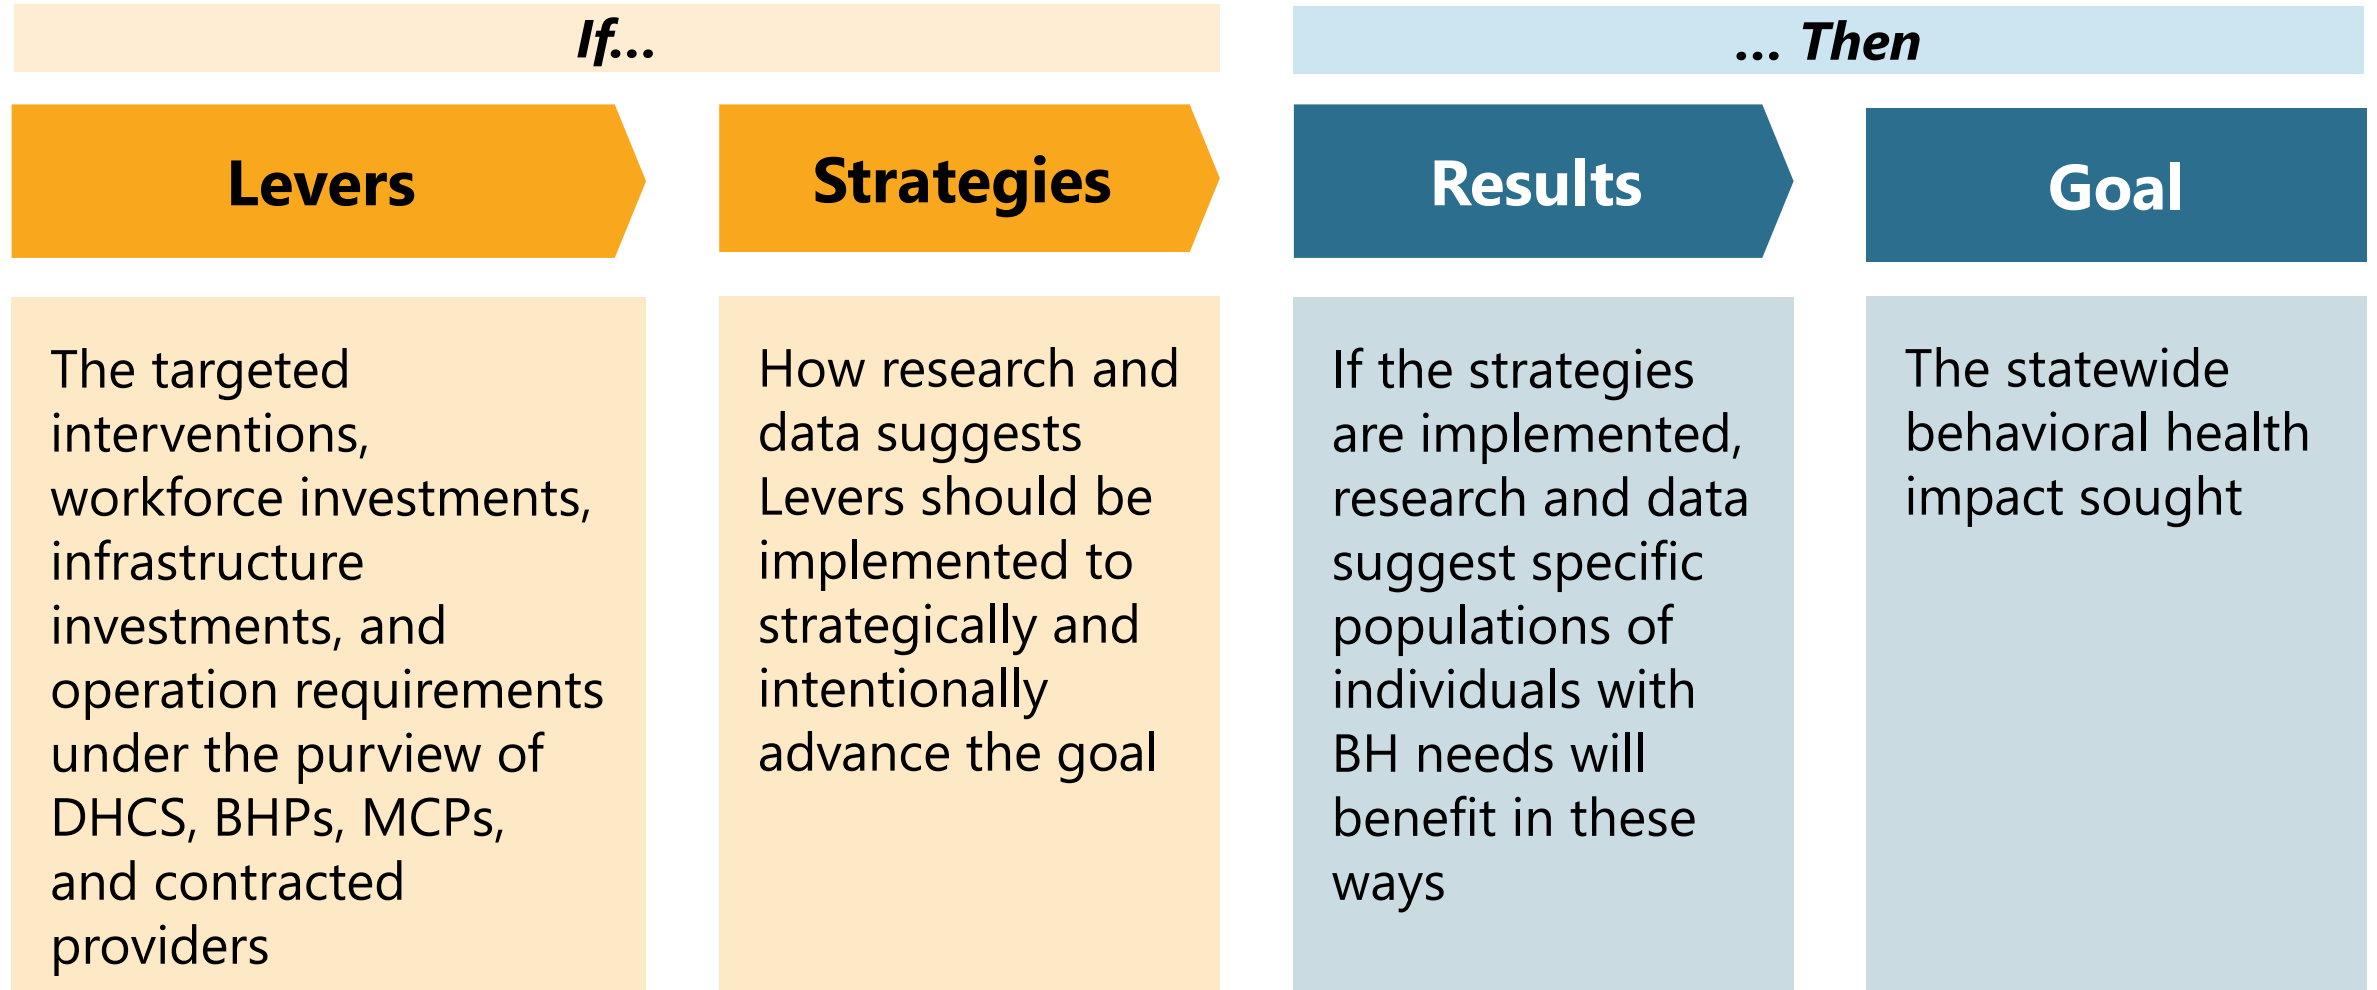 If...
... Then
Levers
Strategies
Results
Goal
The targeted
interventions,
workforce investments,
infrastructure
investments, and
operation requirements
under the purview of
DHCS, BHPs, MCPs,
and contracted
providers
How research and
data suggests
Levers should be
implemented to
strategically and
intentionally
advance the goal
If the strategies
are implemented,
research and data
suggest specific
populations of
individuals with
BH needs will
benefit in these
ways
The statewide
behavioral health
impact sought